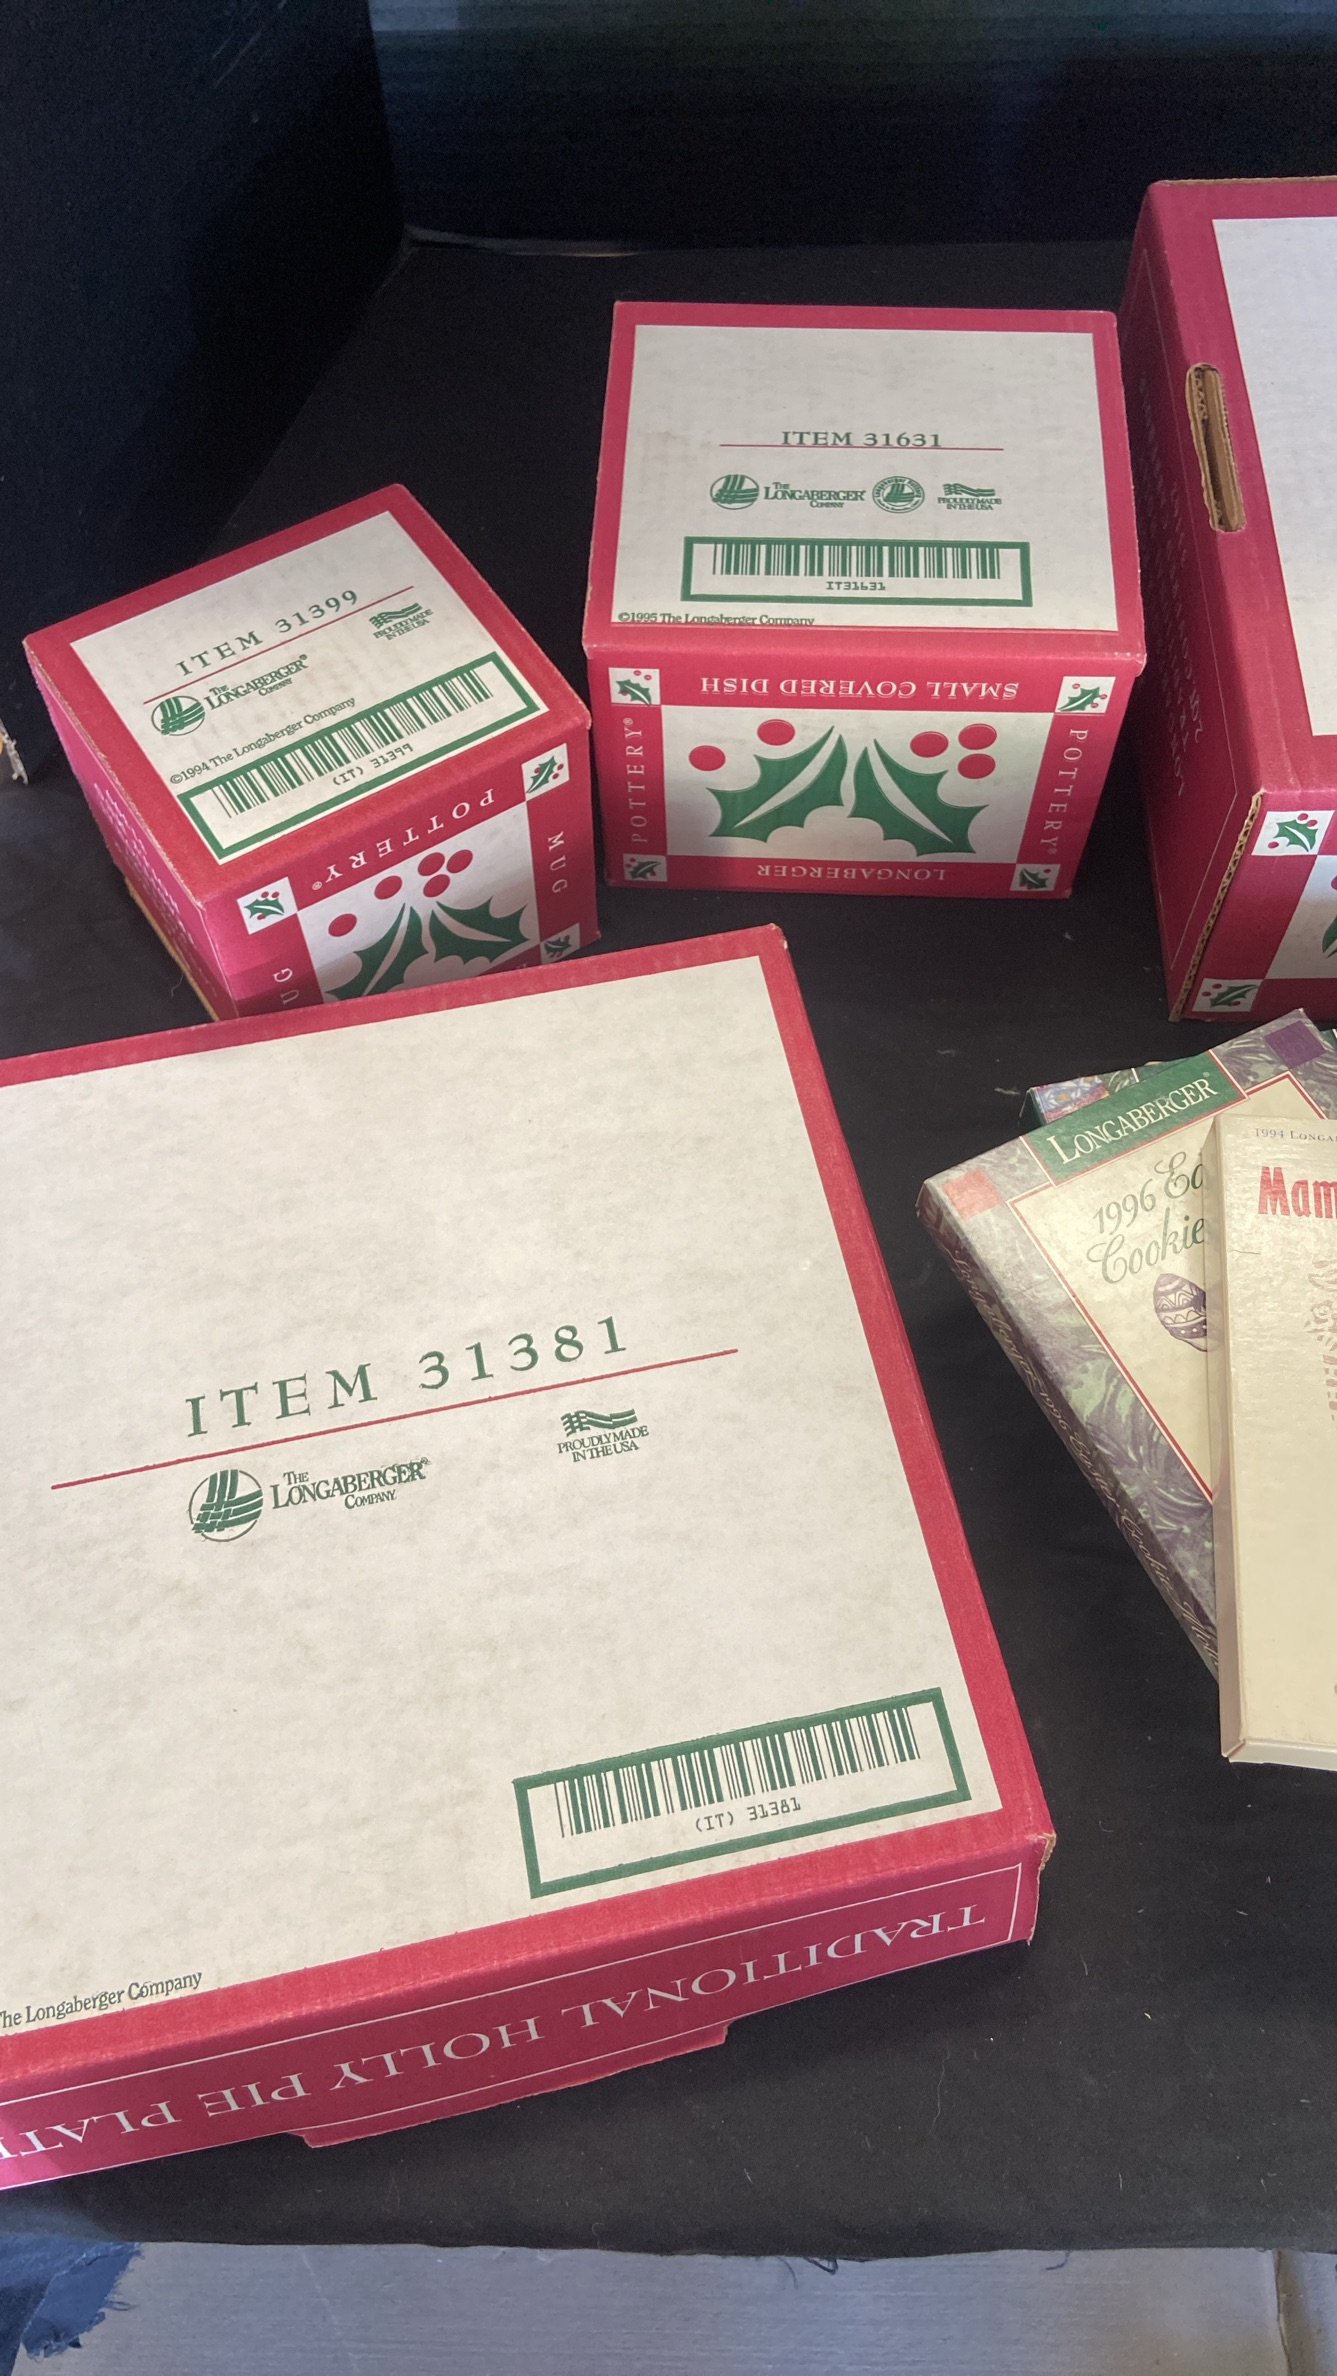 ITEM 31631
THE
LONGABERGER
COMPANY
PROUDLY MADE
IN THE USA
IT31631
©1995 The Longaberger Company
SMALL COVERED DISH
POTTERY®
POTTERY®
LONGABERGER
ITEM 31399
PROUDLY MADE
IN THE USA
THE
LONGABERGER®
COMPANY
©1994 The Longaberger Company
(IT) 31399
POTTERY®
MUG
UG
LONGABERGER®
1996
Cookie
1994
Mam
ITEM 31381
THE
LONGABERGER®
COMPANY
PROUDLY MADE
IN THE USA
(IT) 31381
The Longaberger Company
TRADITIONAL HOLLY PIE PLAT